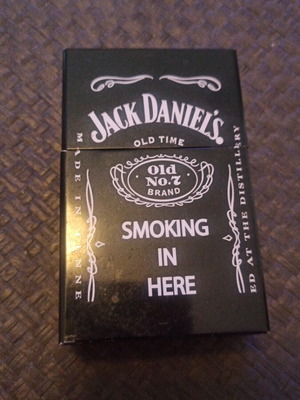 JACK DANIEL'S
OLD TIME
Old
No.7
BRAND
SMOKING
IN
HERE
MADE IN
ED AT THE DISTILLERY